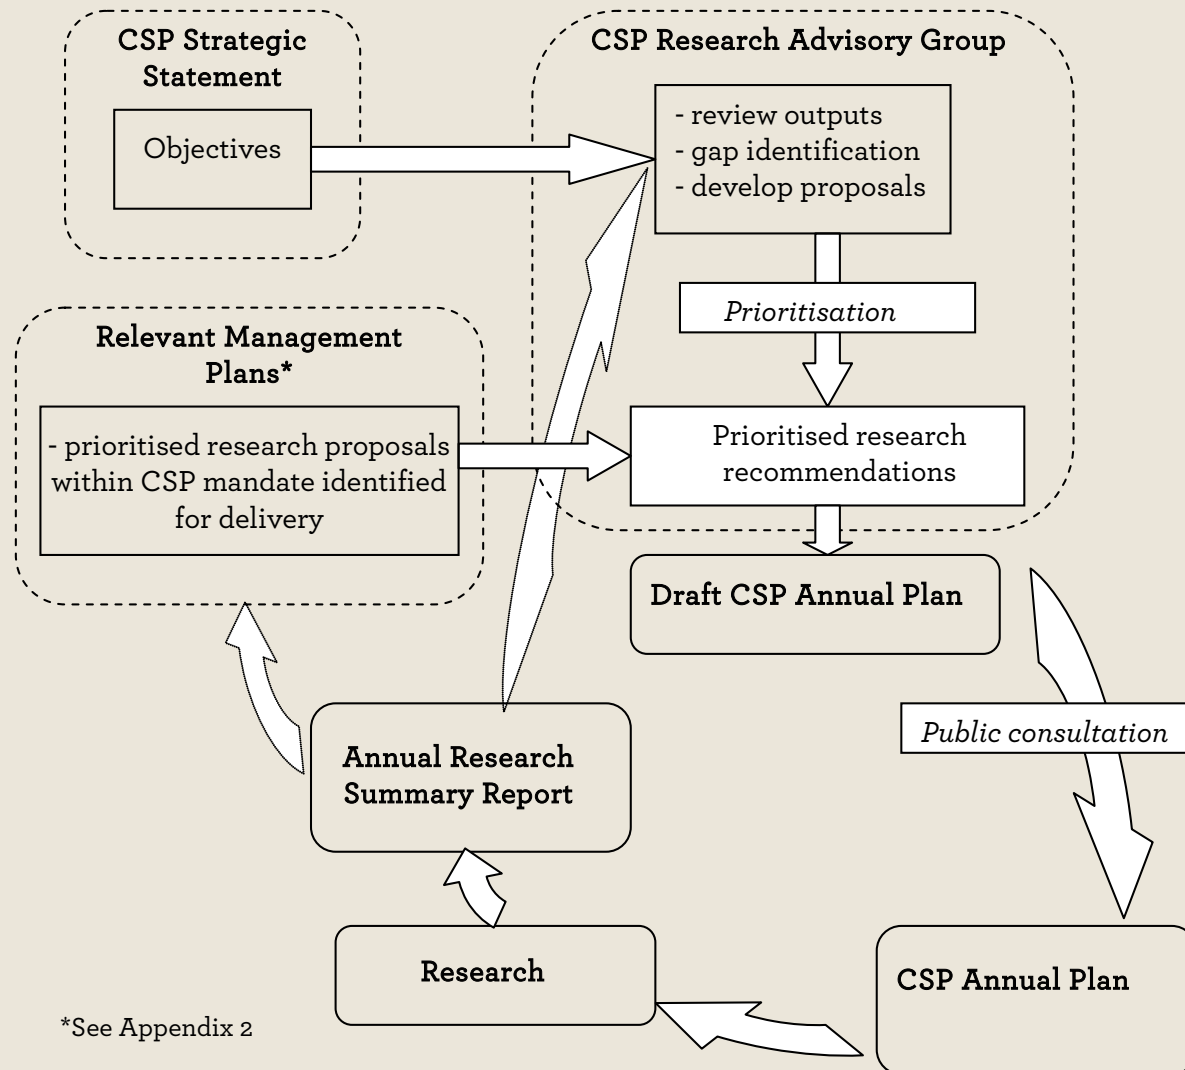 CSP Strategic
Statement
Objectives
CSP Research Advisory Group
- review outputs
- gap identification
- develop proposals
Prioritisation
Relevant Management
Plans*
- prioritised research proposals
within CSP mandate identified
for delivery
Prioritised research
recommendations
Draft CSP Annual Plan
Public consultation
Annual Research
Summary Report
Research
CSP Annual Plan
*See Appendix 2